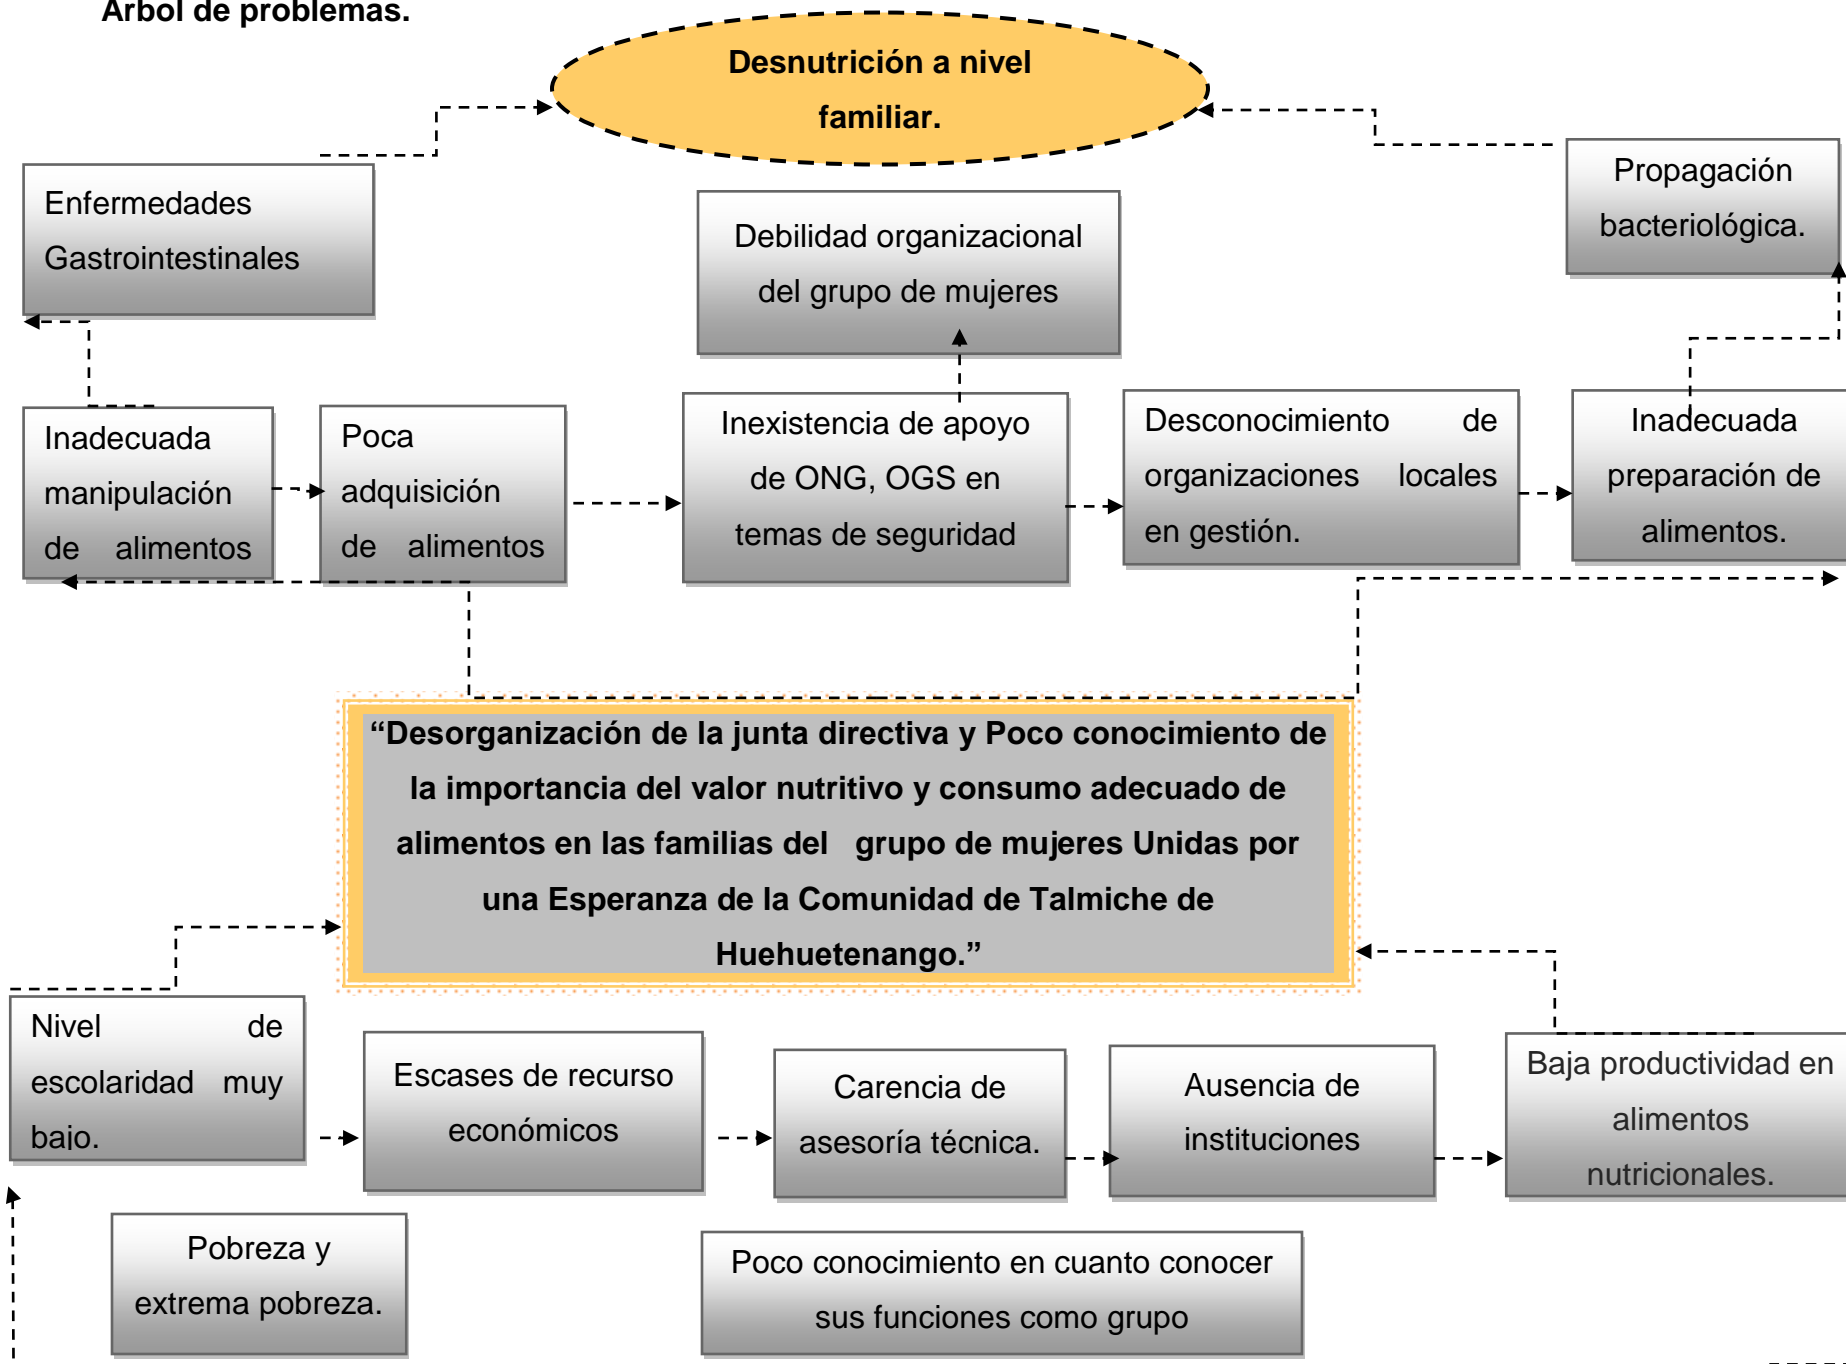 Árbol de problemas.
Desnutrición a nivel
familiar.
Enfermedades
Gastrointestinales
Debilidad organizacional
del grupo de mujeres
Propagación
bacteriológica.
Inadecuada
manipulación
de alimentos
Poca
adquisición
de alimentos
Inexistencia de apoyo
de ONG, OGS en
temas de seguridad
Desconocimiento de
organizaciones locales
en gestión.
Inadecuada
preparación de
alimentos.
“Desorganización de la junta directiva y Poco conocimiento de
la importancia del valor nutritivo y consumo adecuado de
alimentos en las familias del grupo de mujeres Unidas por
una Esperanza de la Comunidad de Talmiche de
Huehuetenango.”
Nivel de
escolaridad muy
bajo.
Escases de recurso
económicos
Carencia de
asesoría técnica.
Ausencia de
instituciones
Baja productividad en
alimentos
nutricionales.
Pobreza y
extrema pobreza.
Poco conocimiento en cuanto conocer
sus funciones como grupo